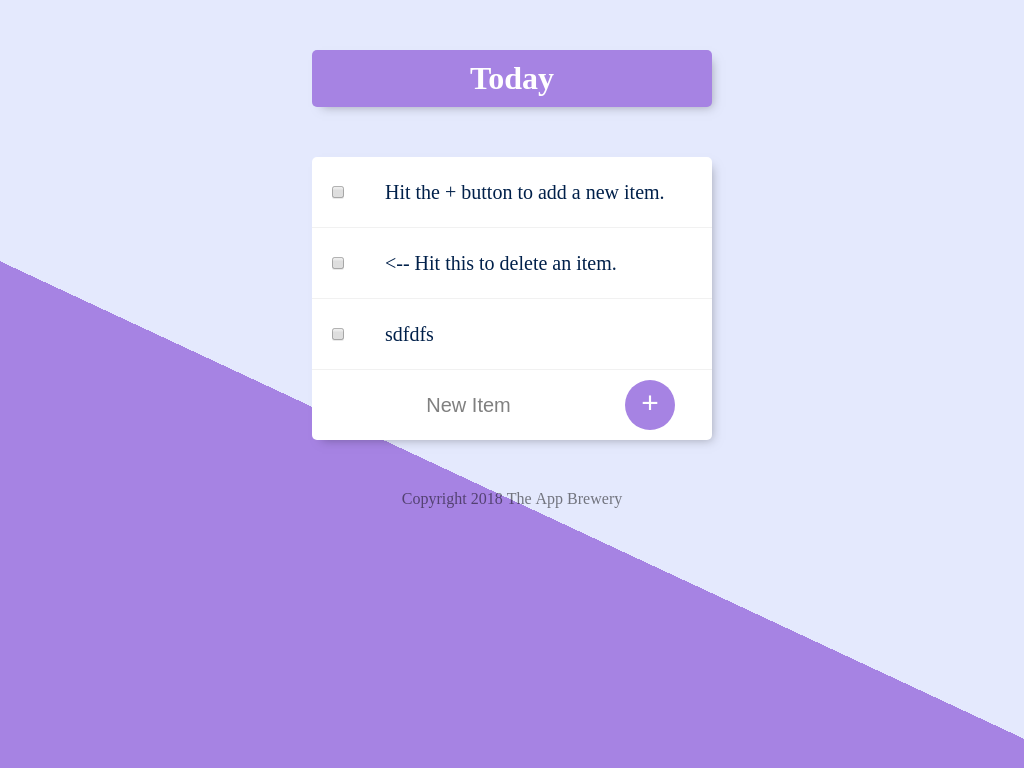 Today
Hit the + button to add a new item.
<-- Hit this to delete an item.
sdfdfs
New Item +
Copyright 2018 The App Brewery